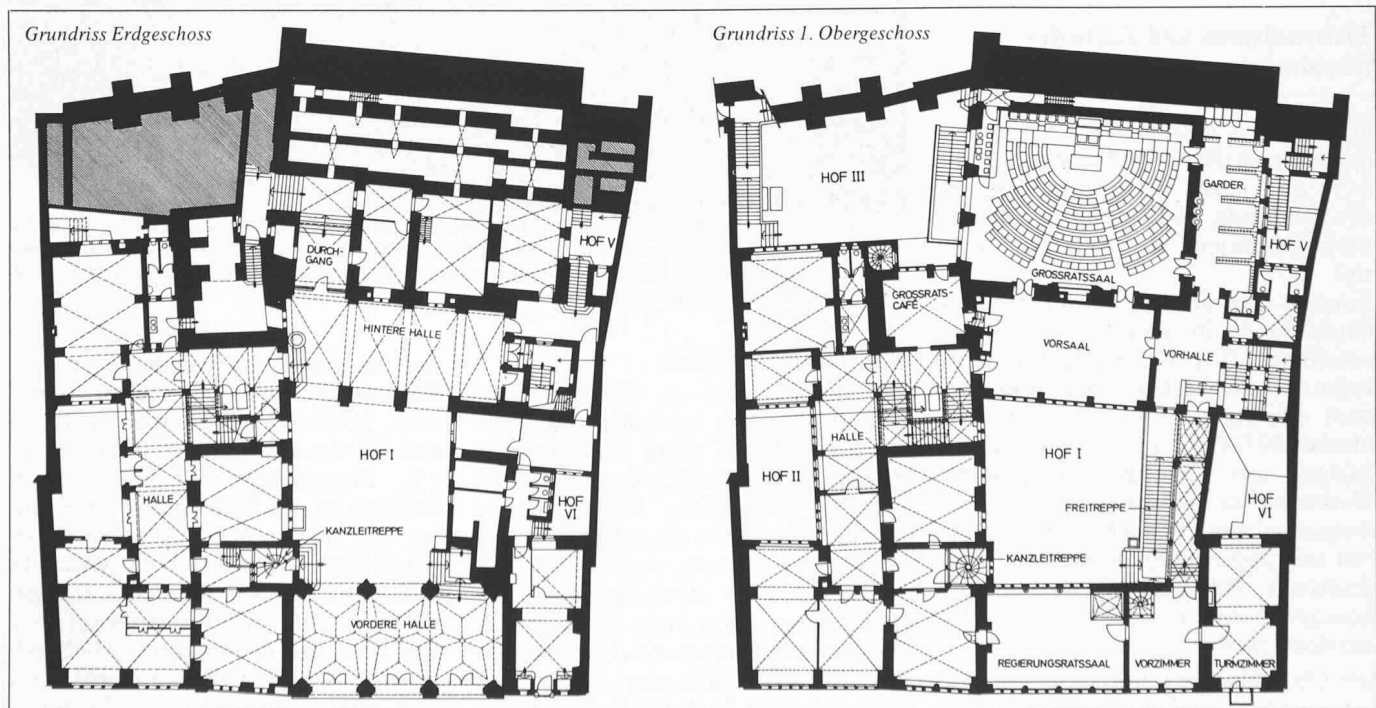 Grundriss Erdgeschoss
DURCH-
GANG
HOF V
HINTERE HALLE
HOF I
HALLE
HOF
VI
KANZLEITREPPE
VORDERE HALLE
Grundriss 1. Obergeschoss
HOF III
GARDER.
HOF V
GROSSRATSSAAL
GROSSRATS-
CAFÉ
VORSAAL
VORHALLE
HALLE
HOF I
HOF II
HOF
VI
FREITREPPE
KANZLEITREPPE
REGIERUNGSRATSSAAL
VORZIMMER
TURMZIMMER